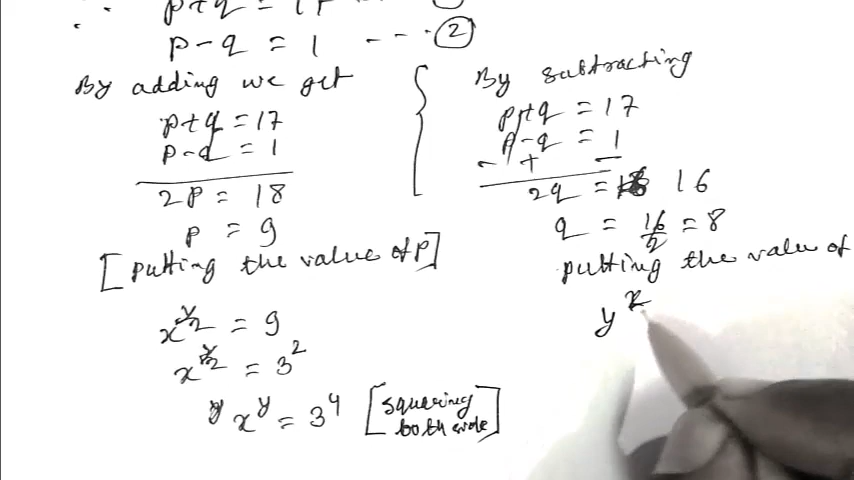 ∴ p+q = 17
p-q = 1 ---- ②
By adding we get
p+q = 17
p-q = 1
2p = 18
p = 9
[putting the value of p]
x^y/2 = 9
x^y/2 = 3^2
x^y = 3^4 [squaring
both side]
By subtracting
p+q = 17
p-q = 1
- + -
2q = 16
q = 16/2 = 8
putting the value of
y^x